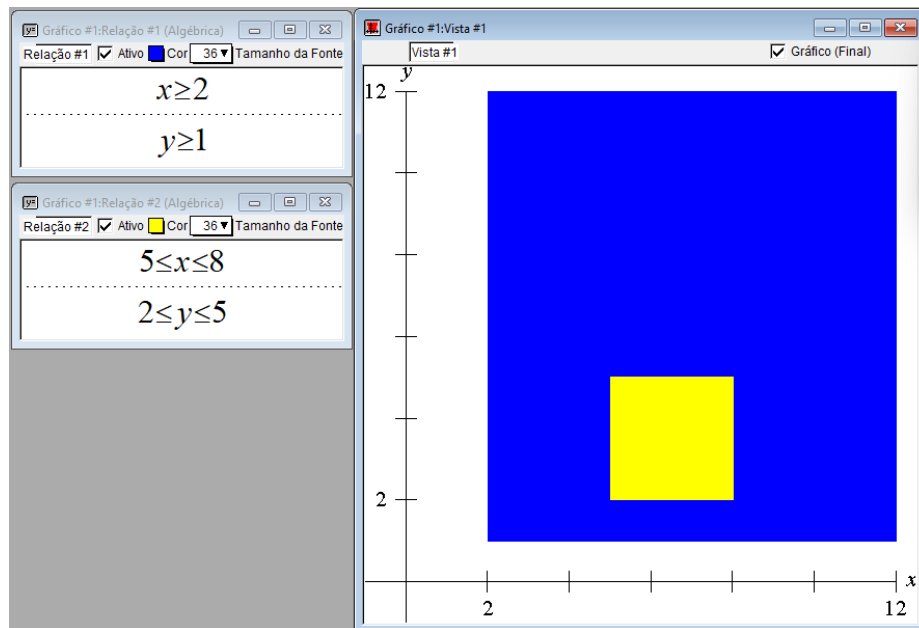 Gráfico #1:Relação #1 (Algébrica)
Relação #1 Ativo Cor 36 Tamanho da Fonte
x≥2
y≥1
Gráfico #1:Relação #2 (Algébrica)
Relação #2 Ativo Cor 36 Tamanho da Fonte
5≤x≤8
2≤y≤5
Gráfico #1:Vista #1
Vista #1 Gráfico (Final)
y
12
2
x
2 12